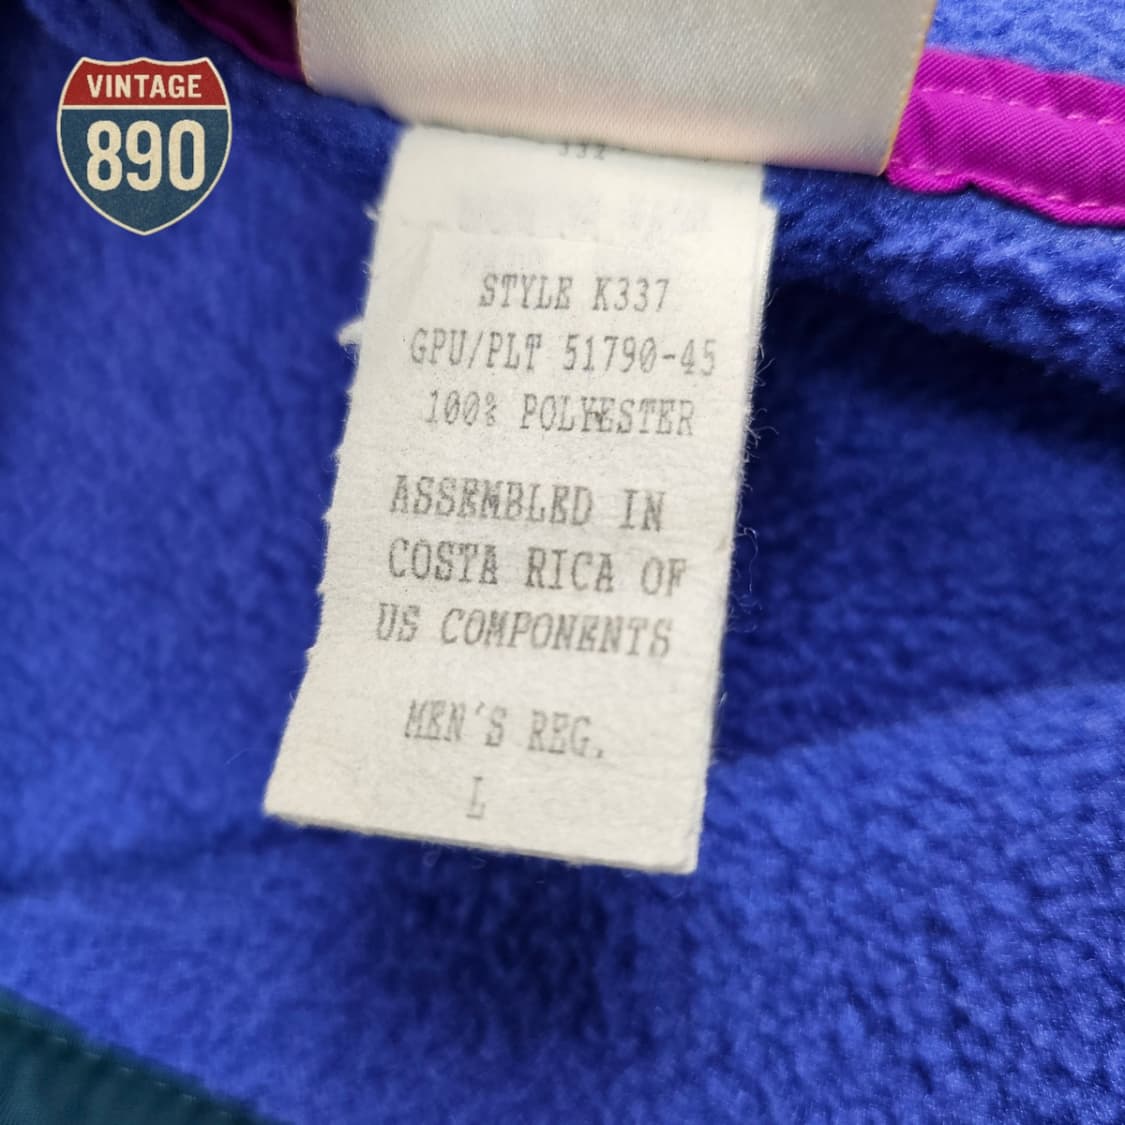 VINTAGE
890
STYLE K337
GPU/PLT 51790-45
100% POLYESTER
ASSEMBLED IN
COSTA RICA OF
US COMPONENTS
MEN'S REG.
L